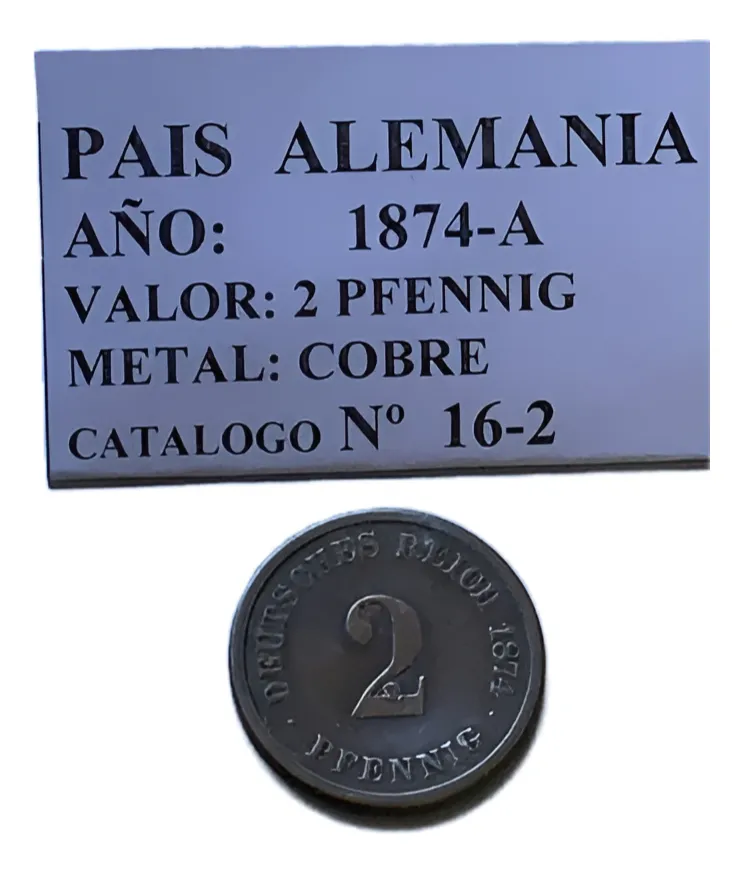 PAIS ALEMANIA
AÑO: 1874-A
VALOR: 2 PFENNIG
METAL: COBRE
CATALOGO Nº 16-2
DEUTSCHES REICH 1874
2
· PFENNIG ·